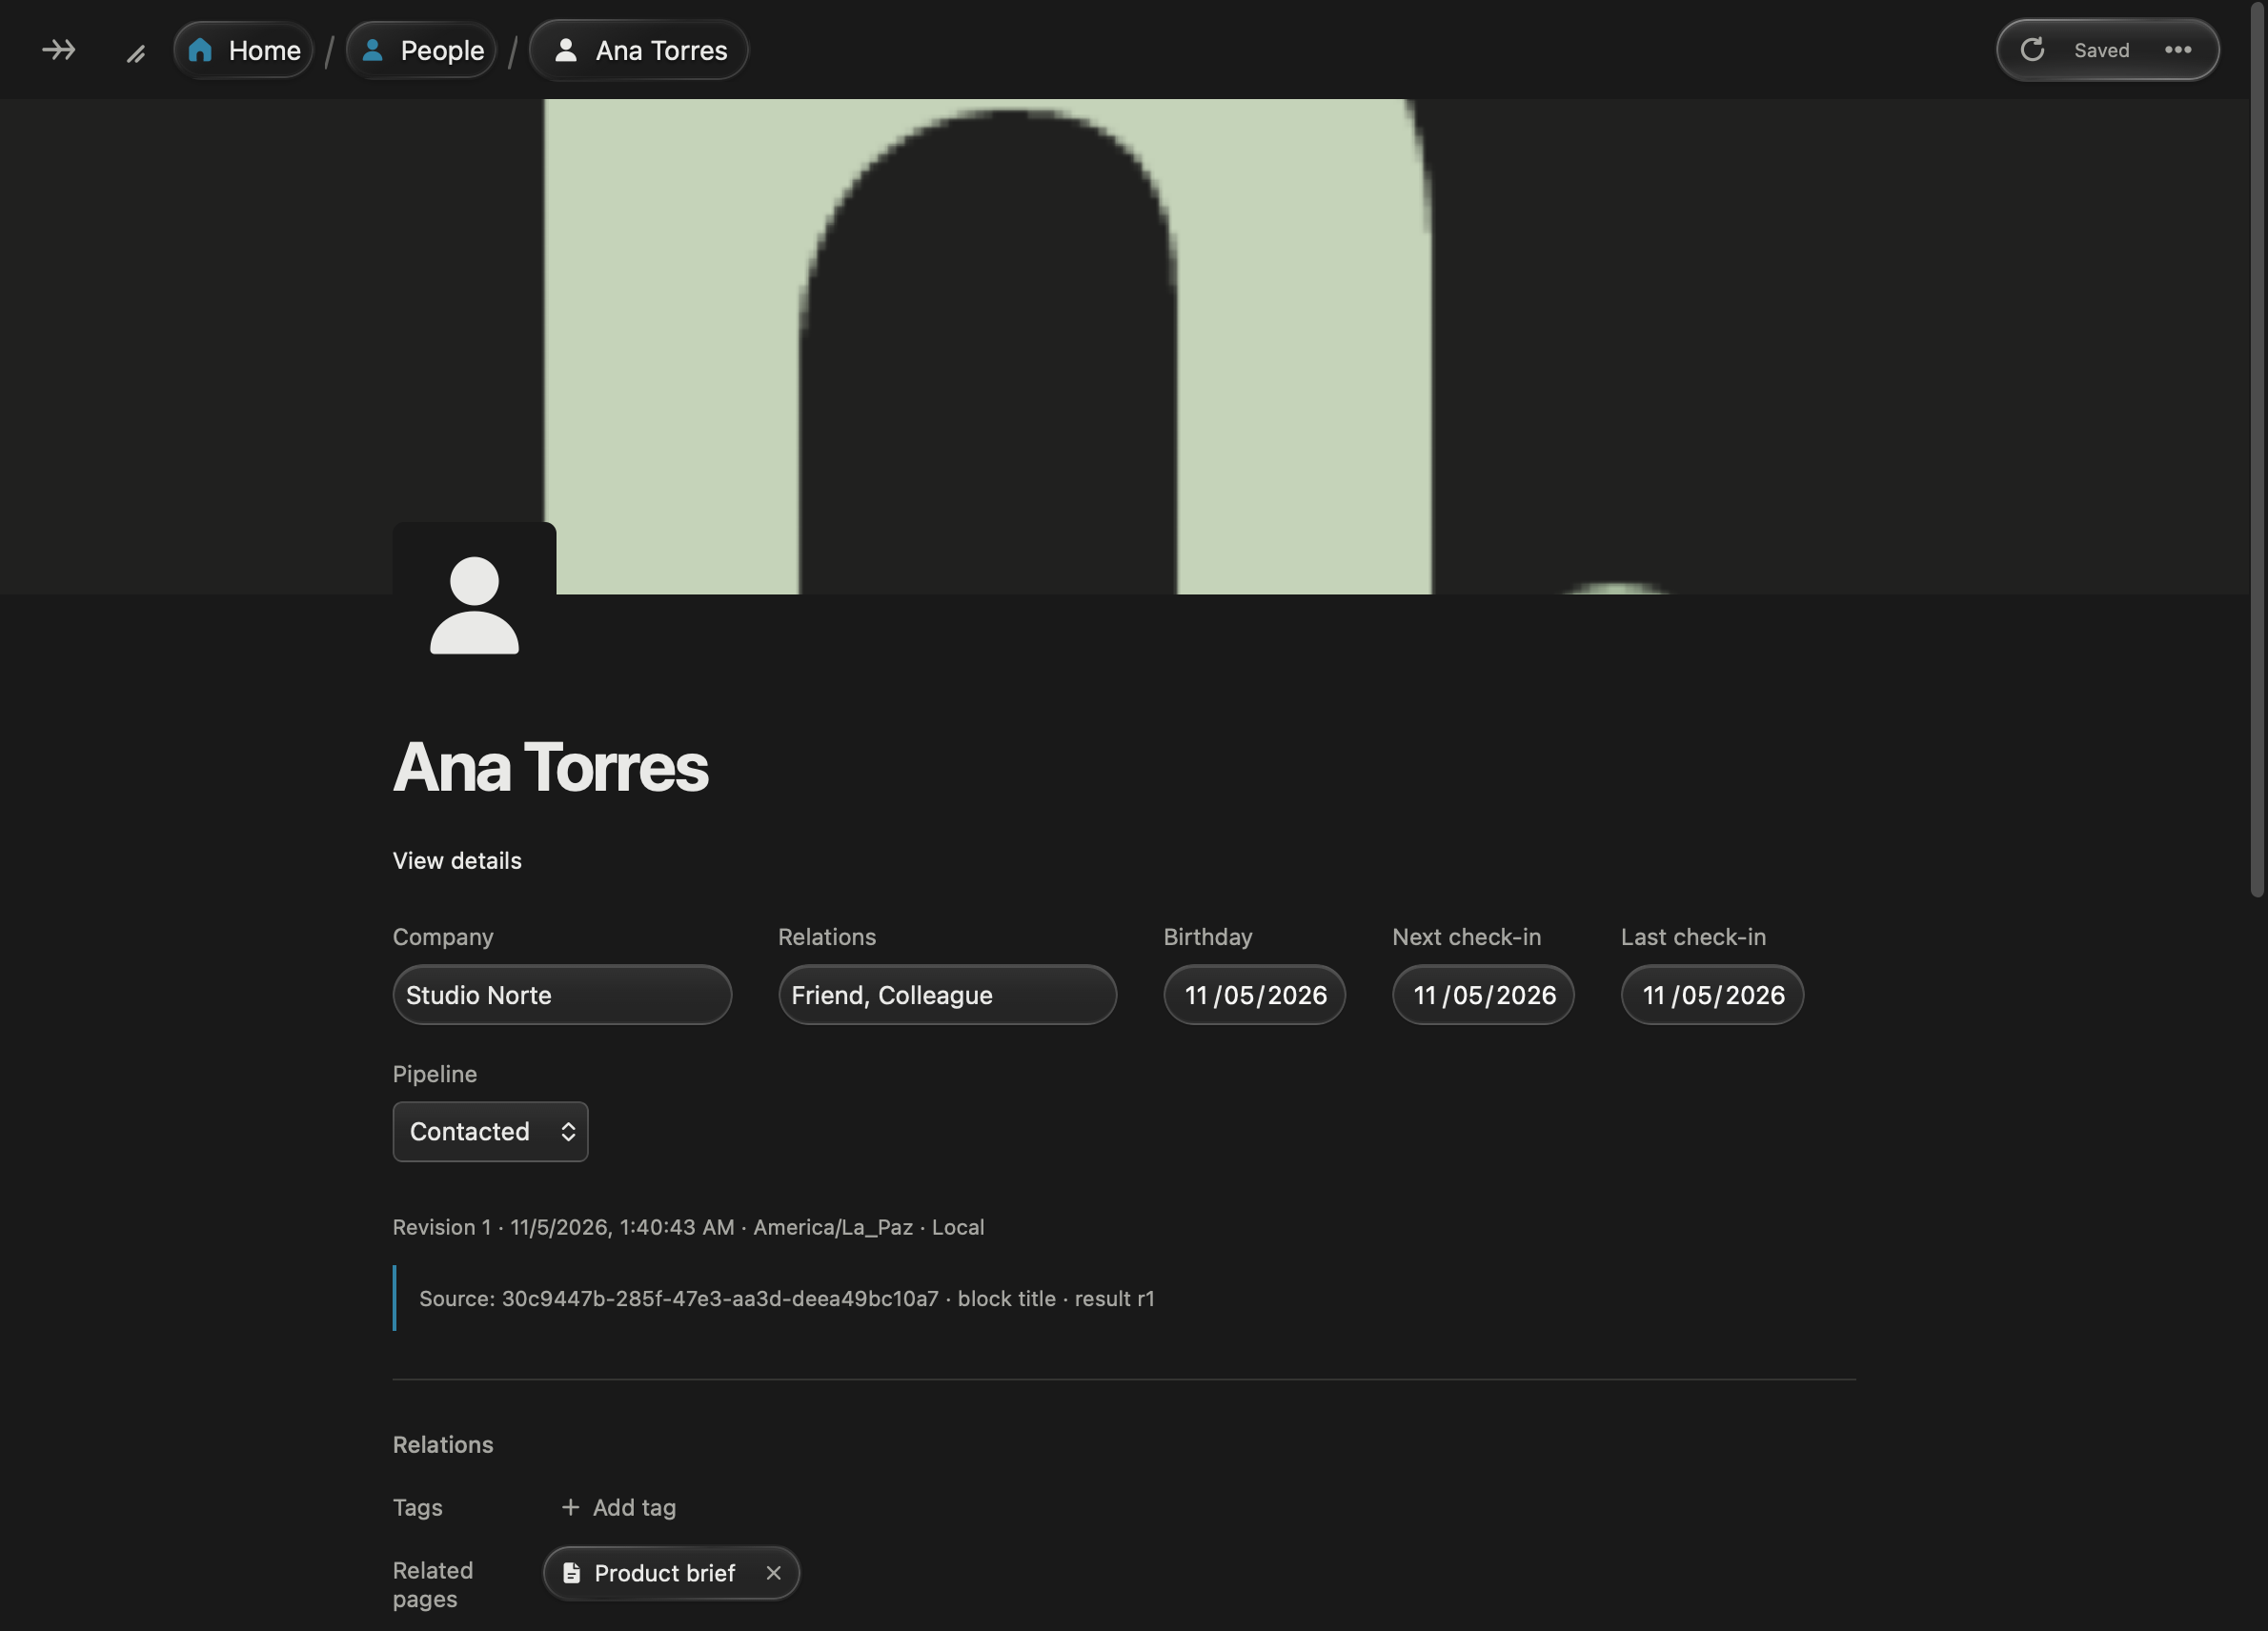 Home / People / Ana Torres
Saved
Ana Torres
View details
Company
Relations
Birthday
Next check-in
Last check-in
Studio Norte
Friend, Colleague
11/05/2026
11/05/2026
11/05/2026
Pipeline
Contacted
Revision 1 · 11/5/2026, 1:40:43 AM · America/La_Paz · Local
Source: 30c9447b-285f-47e3-aa3d-deea49bc10a7 · block title · result r1
Relations
Tags
+ Add tag
Related pages
Product brief